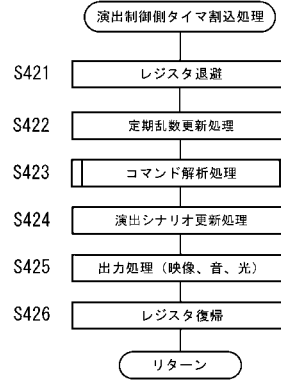 演出制御側タイマ割込処理
S421
レジスタ退避
S422
定期乱数更新処理
S423
コマンド解析処理
S424
演出シナリオ更新処理
S425
出力処理（映像、音、光）
S426
レジスタ復帰
リターン